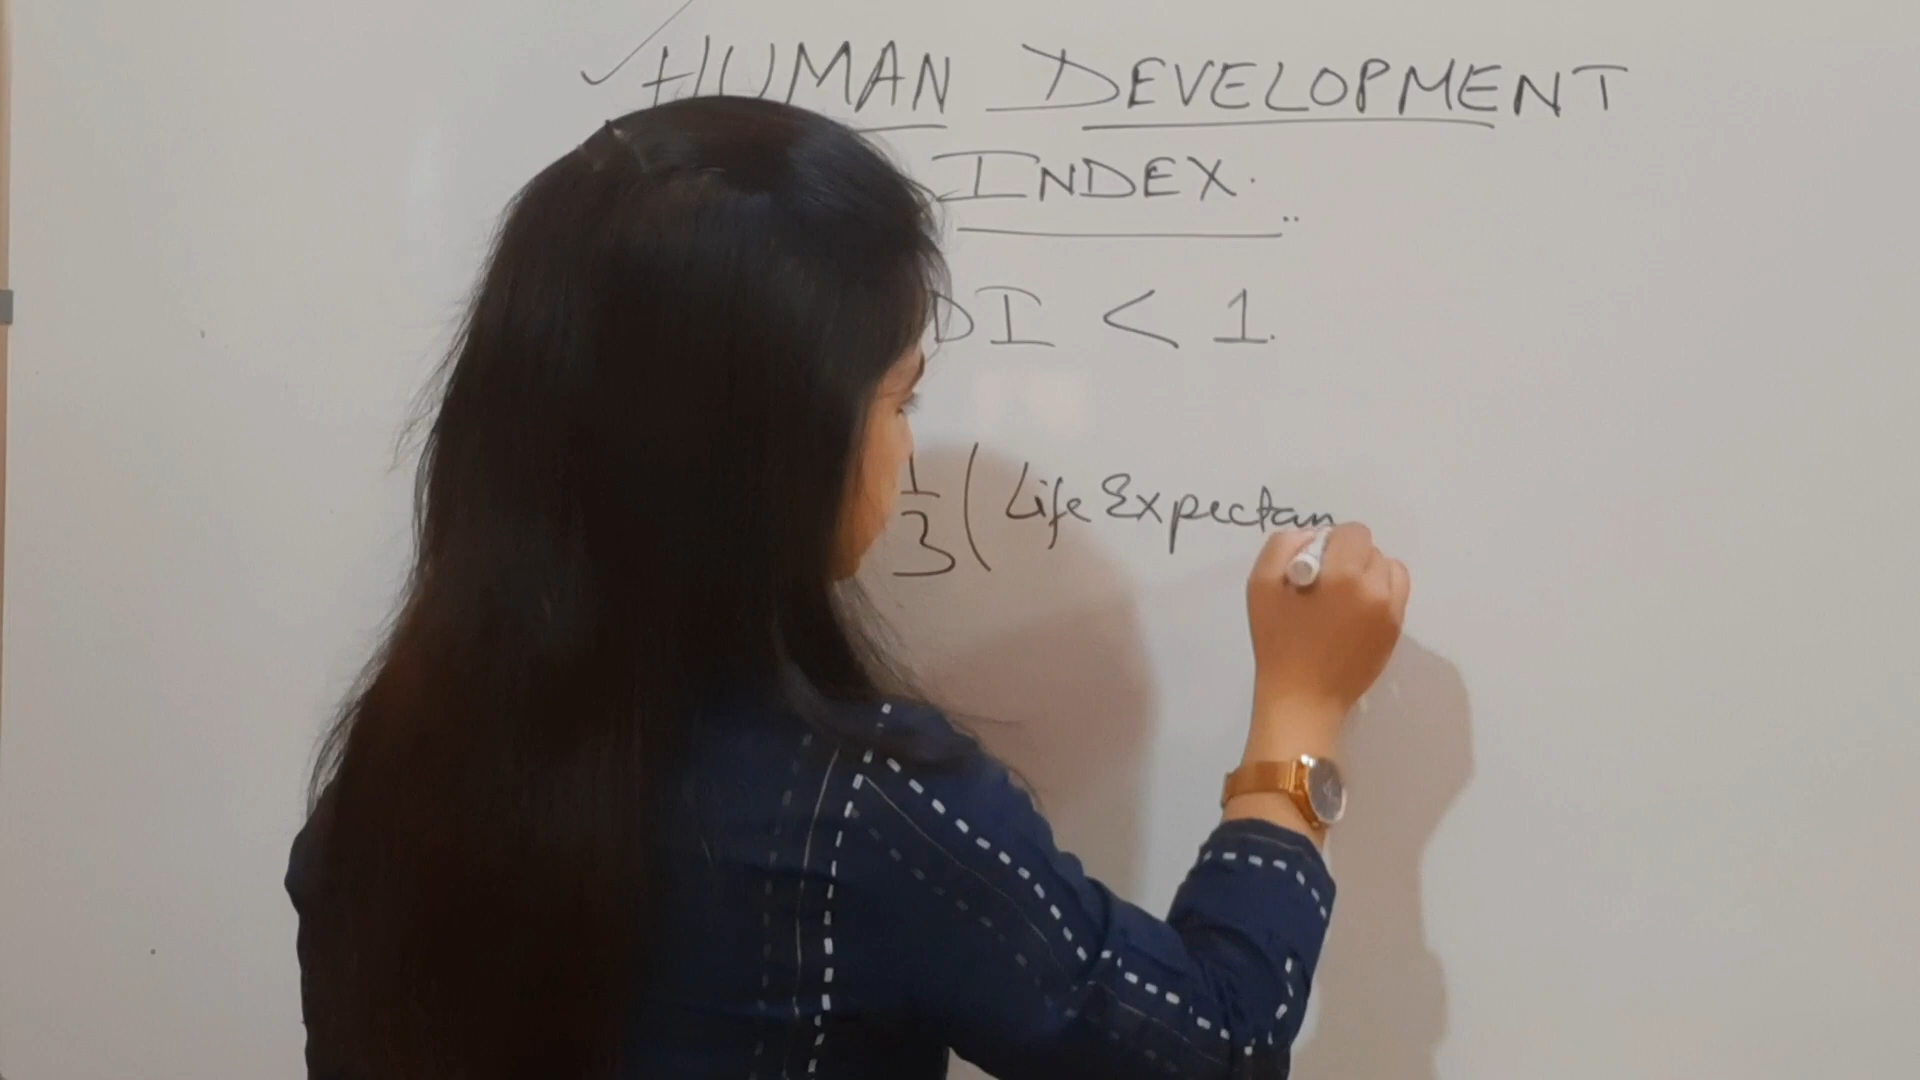 HUMAN DEVELOPMENT
INDEX.
DI < 1.
1/3 ( Life Expectan